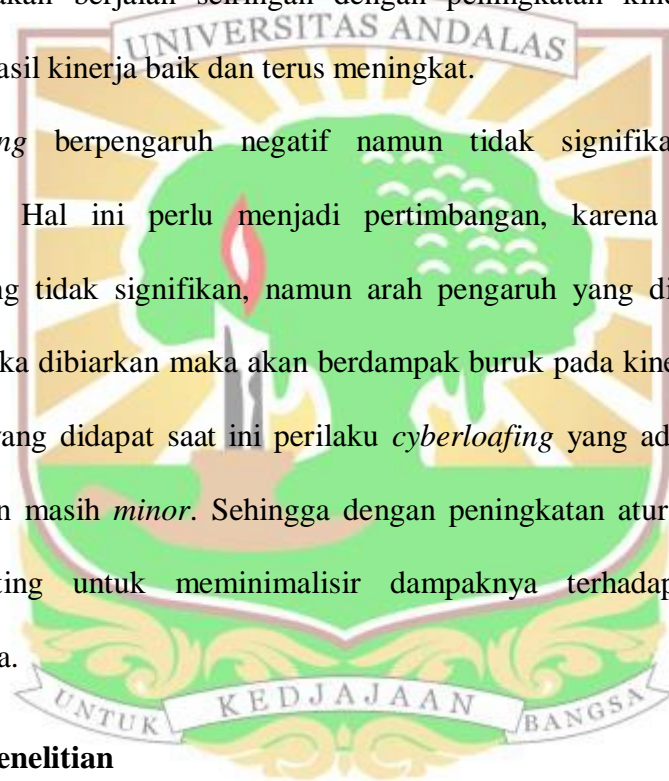 akan berjalan seiringan dengan peningkatan kine
UNIVERSITAS ANDALAS
asil kinerja baik dan terus meningkat.
ng berpengaruh negatif namun tidak signifika
Hal ini perlu menjadi pertimbangan, karena
ng tidak signifikan, namun arah pengaruh yang di
ka dibiarkan maka akan berdampak buruk pada kine
yang didapat saat ini perilaku cyberloafing yang ad
n masih minor. Sehingga dengan peningkatan atur
ting untuk meminimalisir dampaknya terhadap
a.
UNTUK KEDJAJAAN BANGSA
enelitian